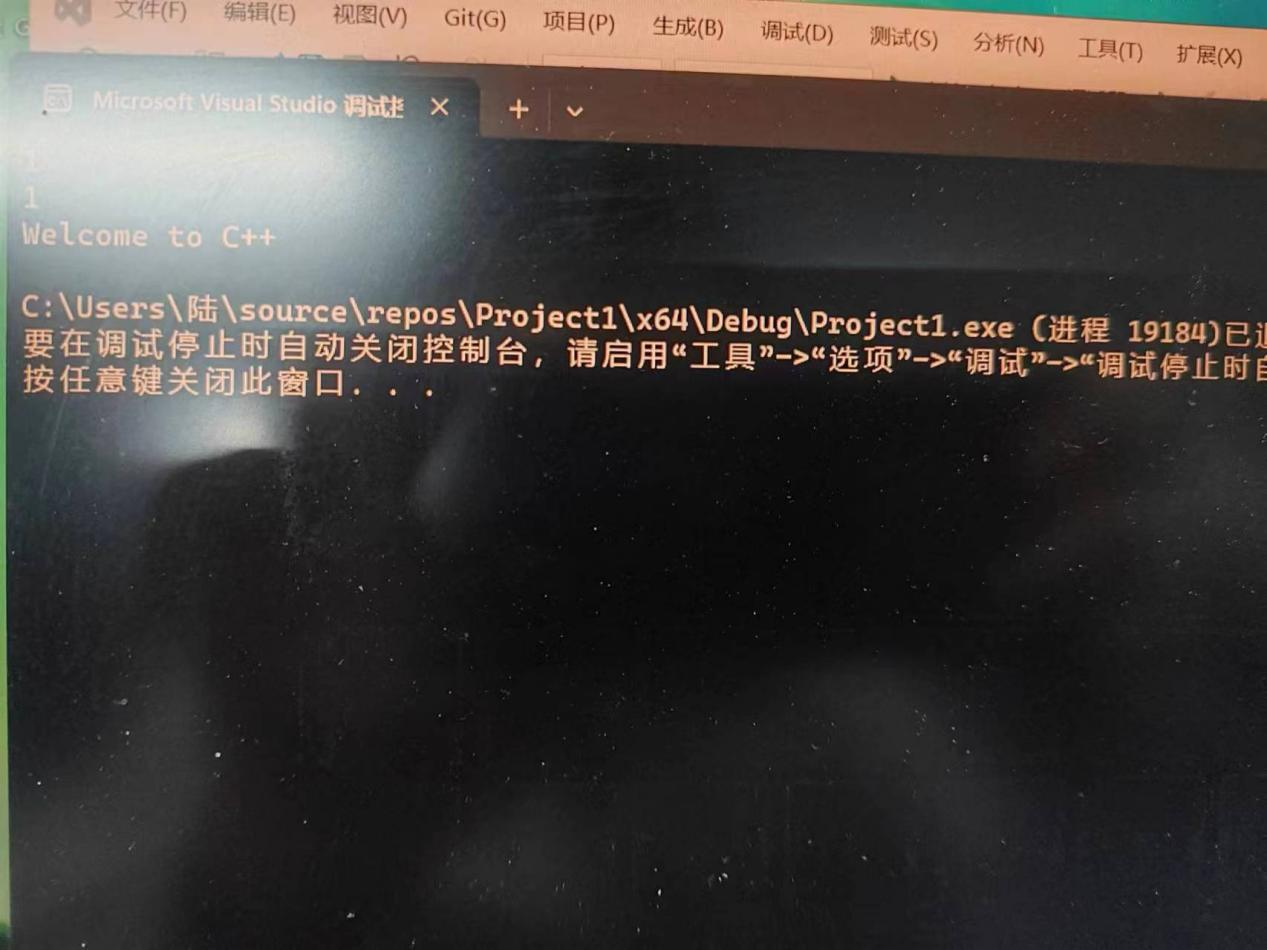 文件(F) 编辑(E) 视图(V) Git(G) 项目(P) 生成(B) 调试(D) 测试(S) 分析(N) 工具(T) 扩展(X)
Microsoft Visual Studio 调试
1
1
Welcome to C++
C:\Users\陆\source\repos\Project1\x64\Debug\Project1.exe (进程 19184)已
要在调试停止时自动关闭控制台，请启用“工具”->“选项”->“调试”->“调试停止时自
按任意键关闭此窗口. . .